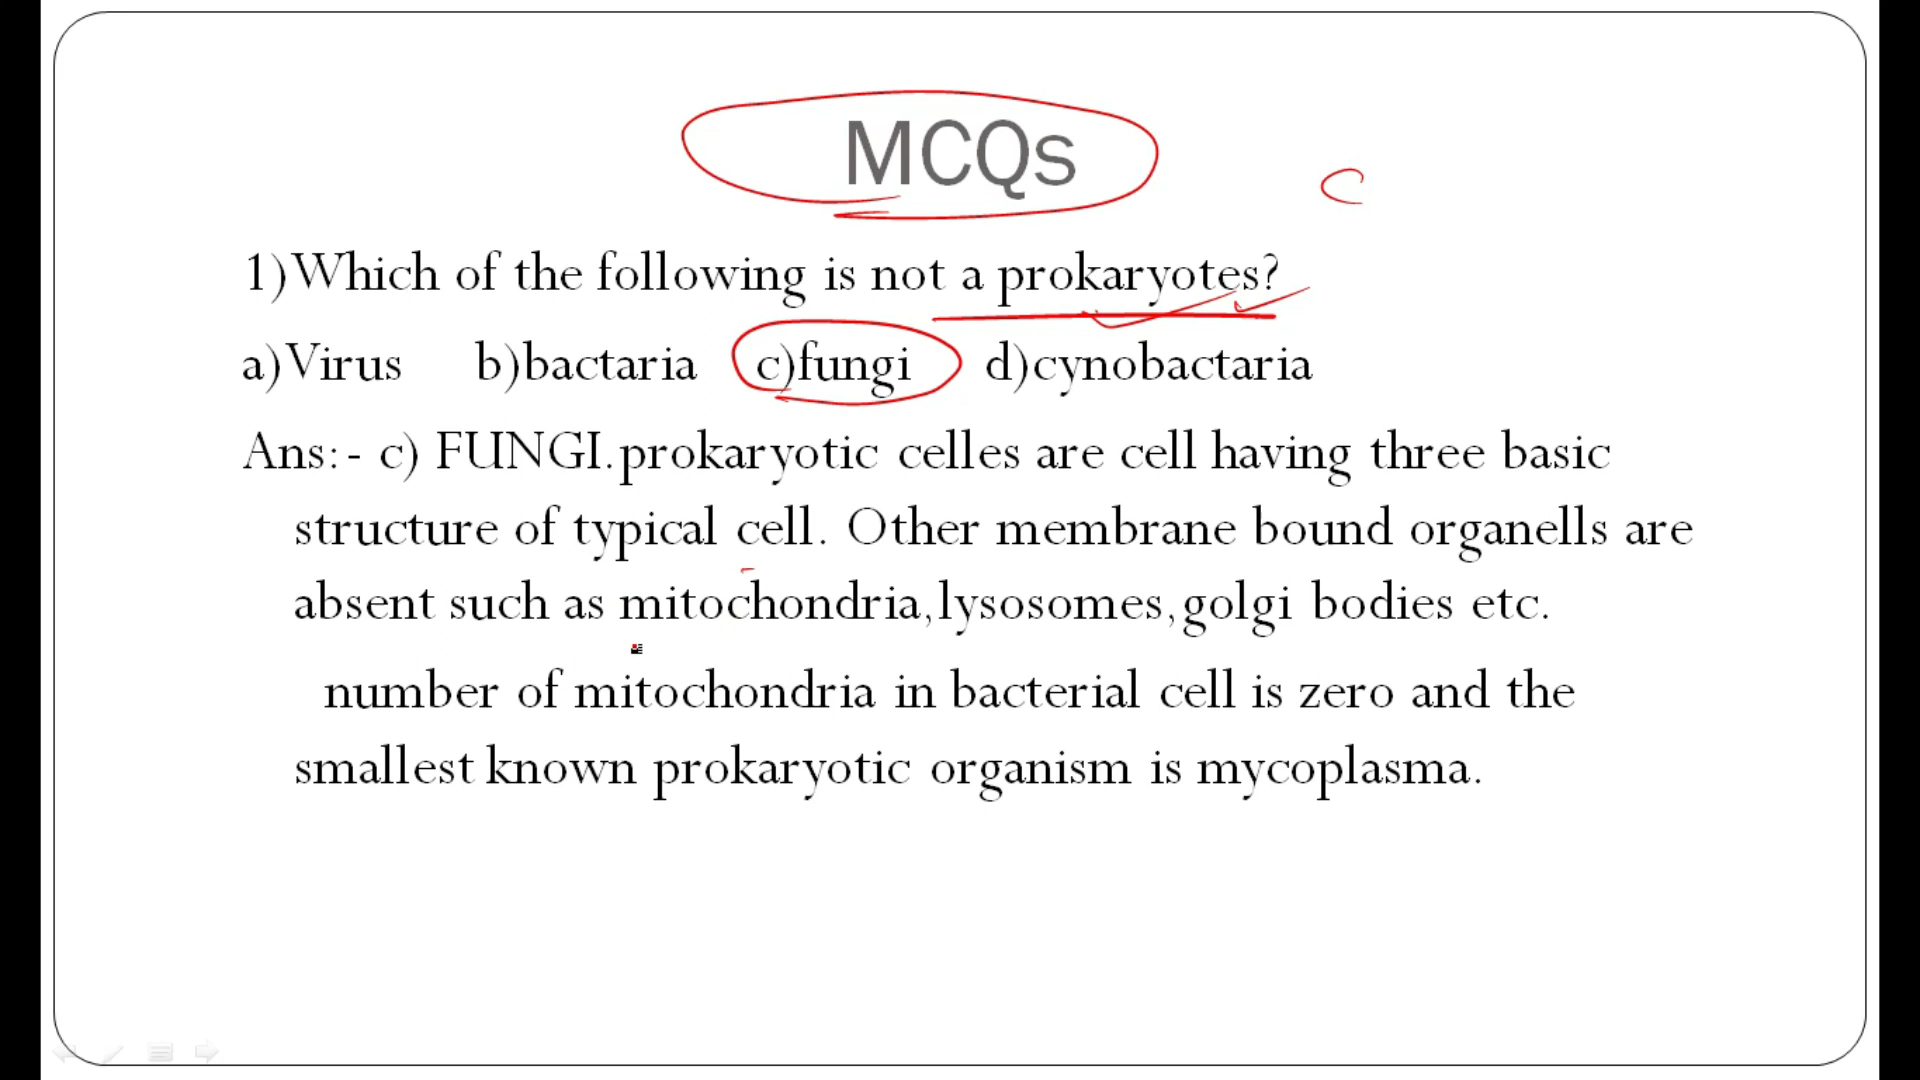 MCQs
C
1)Which of the following is not a prokaryotes?
a)Virus b)bactaria c)fungi d)cynobactaria
Ans:- c) FUNGI.prokaryotic celles are cell having three basic
structure of typical cell. Other membrane bound organells are
absent such as mitochondria,lysosomes,golgi bodies etc.
number of mitochondria in bacterial cell is zero and the
smallest known prokaryotic organism is mycoplasma.